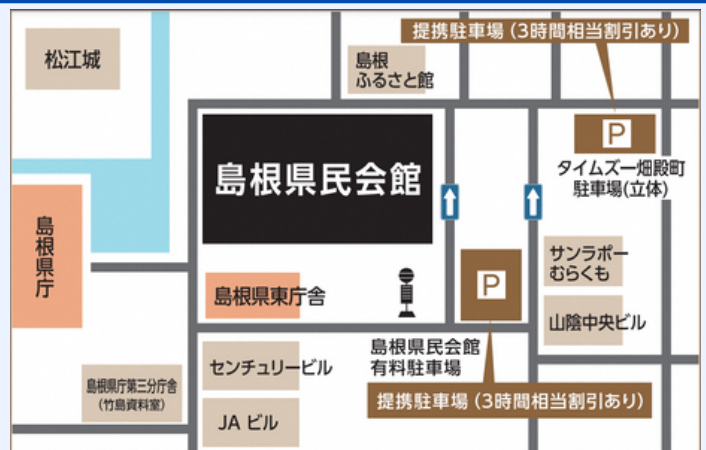 提携駐車場(3時間相当割引あり)
松江城
島根
ふるさと館
P
島根県民会館
タイムズ一畑殿町
駐車場(立体)
島根県庁
サンラポー
むらくも
P
島根県東庁舎
山陰中央ビル
島根県民会館
有料駐車場
センチュリービル
島根県庁第三分庁舎
(竹島資料室)
提携駐車場(3時間相当割引あり)
JA ビル